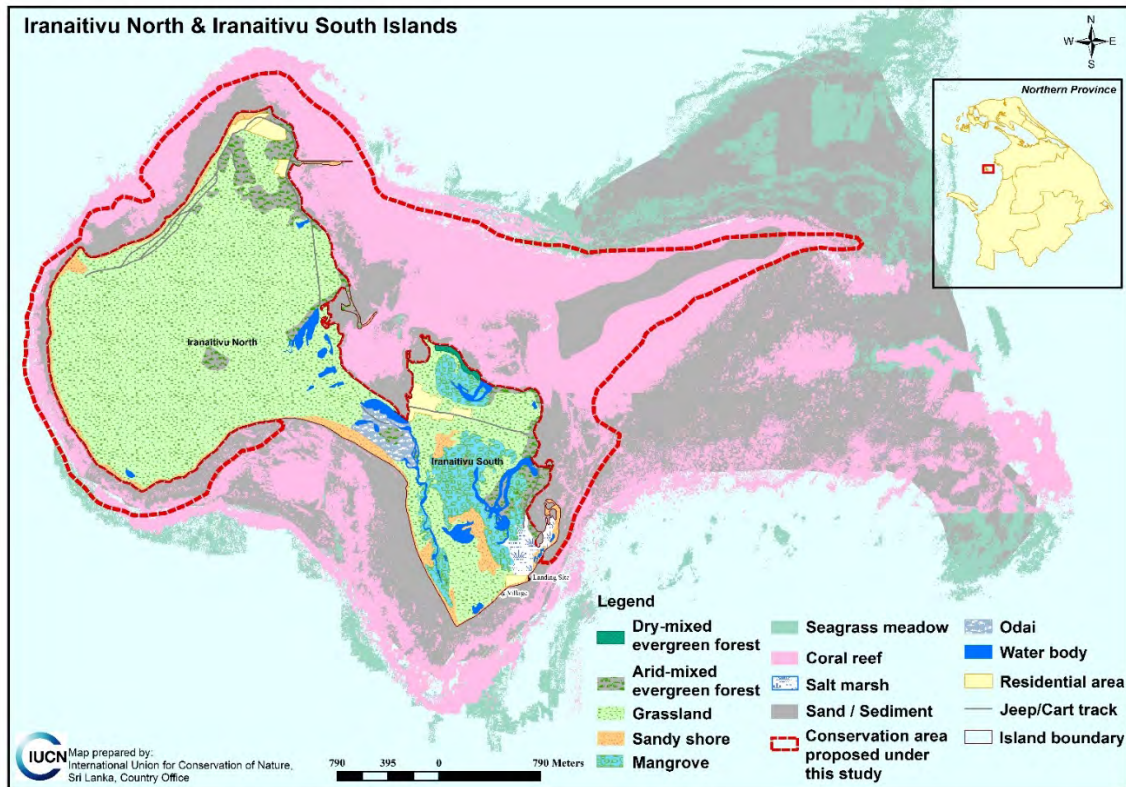 Iranaitivu North & Iranaitivu South Islands
N
W E
S
Northern Province
Iranaitivu North
Iranaitivu South
Landing Site
Village
Legend
Dry-mixed
evergreen forest
Arid-mixed
evergreen forest
Grassland
Sandy shore
Mangrove
Seagrass meadow
Coral reef
Salt marsh
Sand / Sediment
Conservation area
proposed under
this study
Odai
Water body
Residential area
Jeep/Cart track
Island boundary
IUCN
Map prepared by:
International Union for Conservation of Nature,
Sri Lanka, Country Office
790 395 0 790 Meters